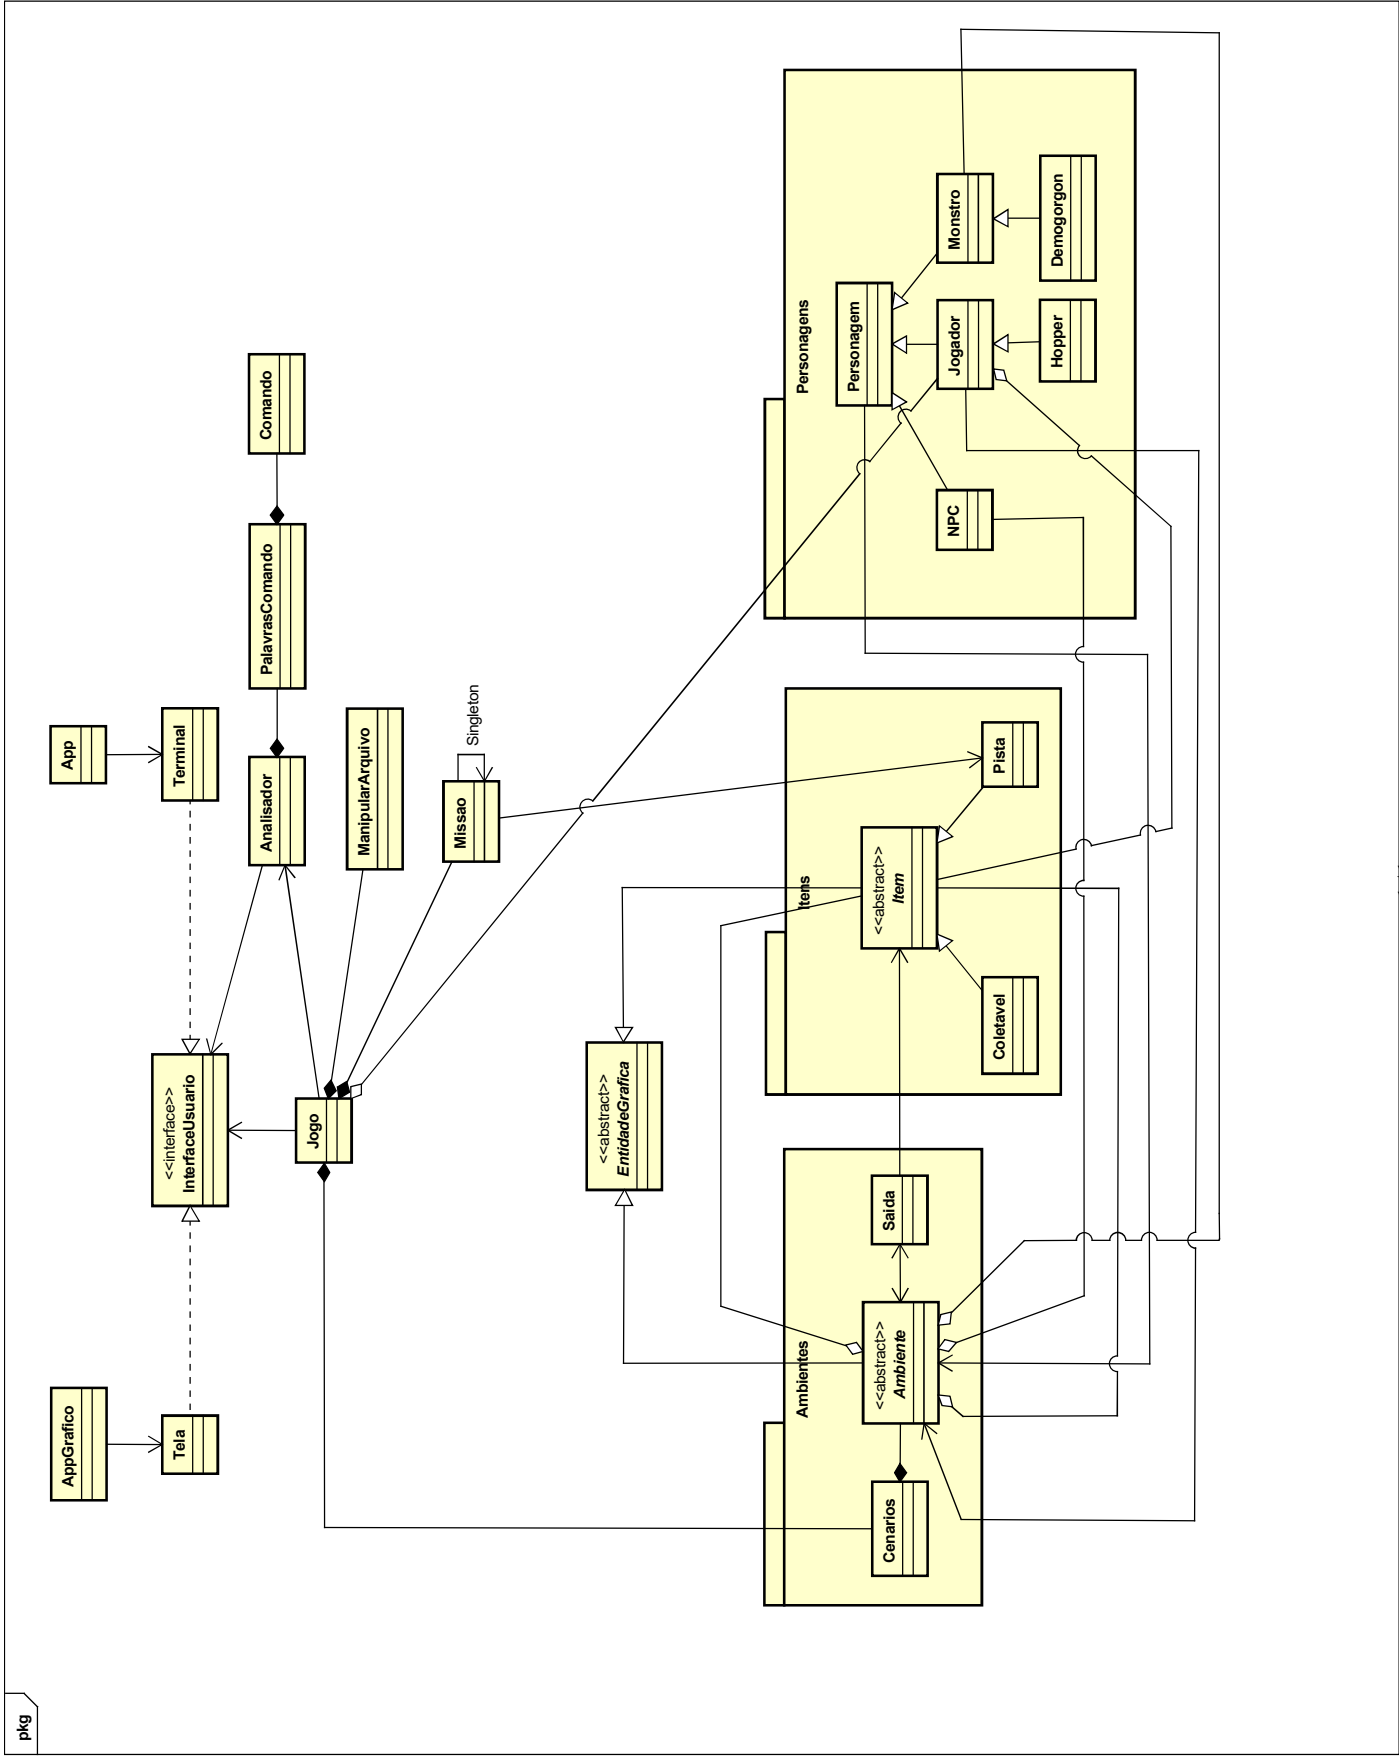 pkg
AppGrafico
App
Tela
<<interface>>
InterfaceUsuario
Terminal
Jogo
Analisador
PalavrasComando
Comando
ManipularArquivo
Missao
Singleton
<<abstract>>
EntidadeGrafica
Ambientes
Cenarios
<<abstract>>
Ambiente
Saida
Itens
<<abstract>>
Item
Coletavel
Pista
Personagens
Personagem
NPC
Jogador
Monstro
Hopper
Demogorgon